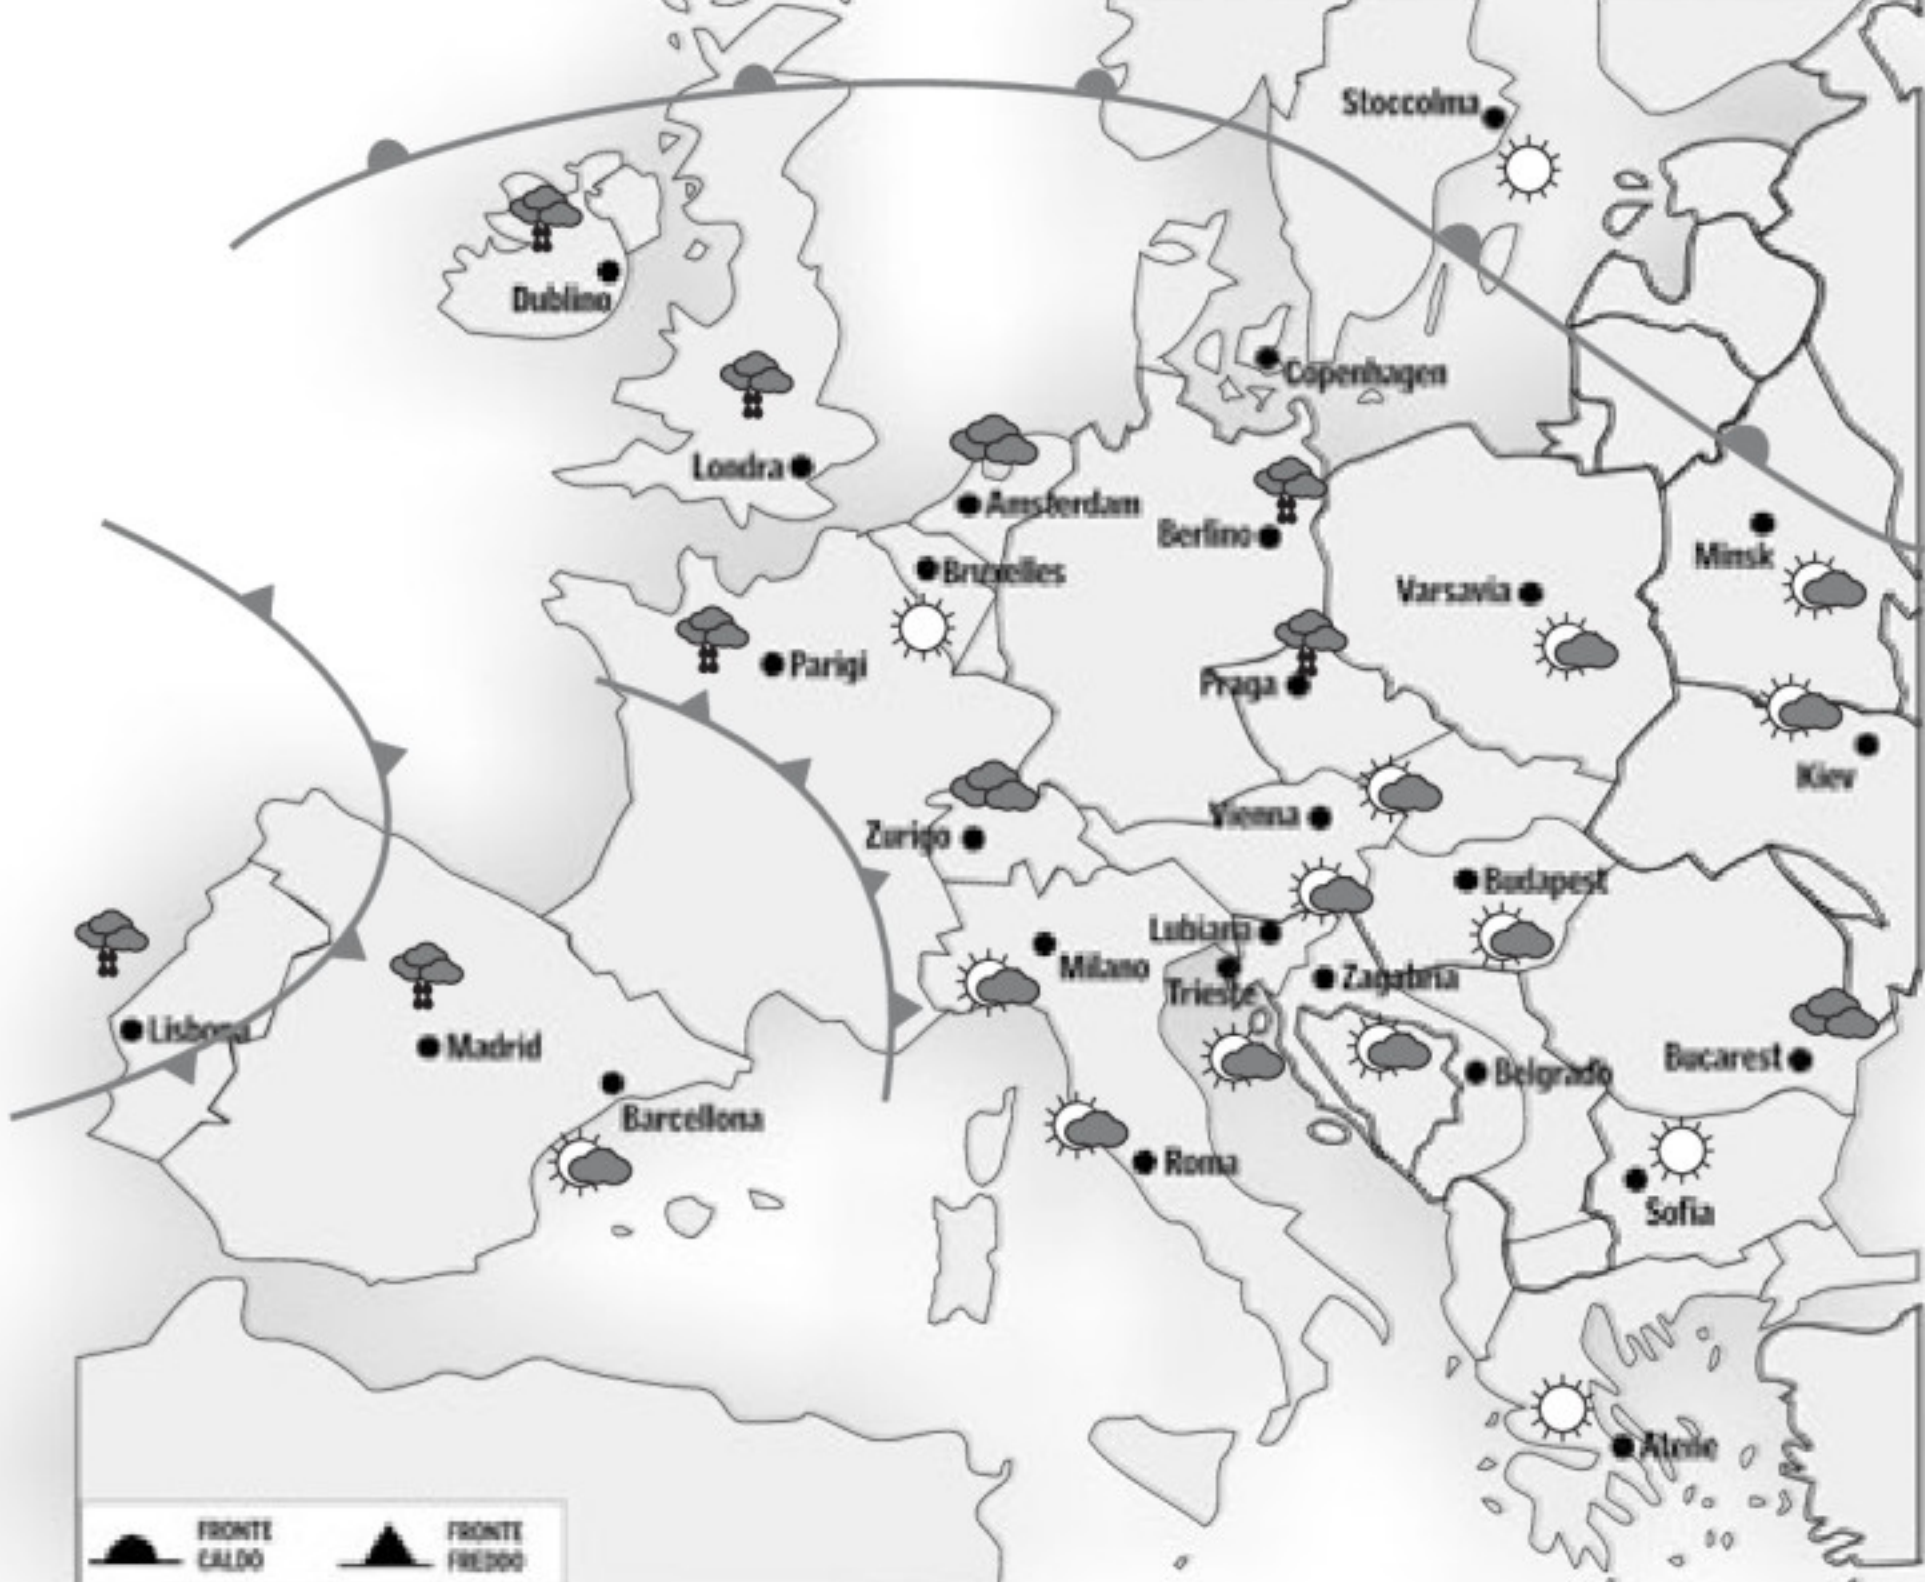 Stoccolma
Dublino
Copenhagen
Londra
Amsterdam
Berlino
Minsk
Bruxelles
Varsavia
Parigi
Praga
Kiev
Vienna
Zurigo
Budapest
Lubiana
Milano
Zagabria
Trieste
Lisbona
Madrid
Belgrado
Bucarest
Barcellona
Roma
Sofia
Atene
FRONTE
CALDO
FRONTE
FREDDO